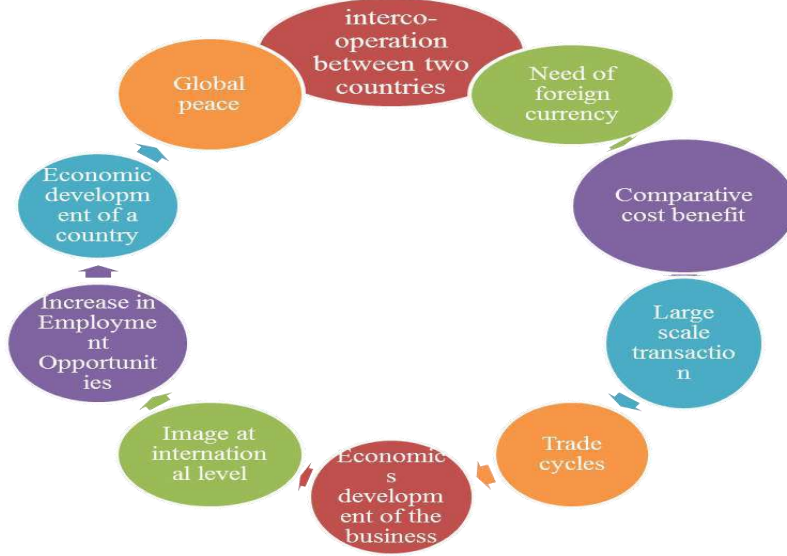 interco-
operation
between two
countries
Need of
foreign
currency
Comparative
cost benefit
Large
scale
transactio
n
Trade
cycles
Economic
s
developm
ent of the
business
Image at
internation
al level
Increase in
Employme
nt
Opportunit
ies
Economic
developm
ent of a
country
Global
peace